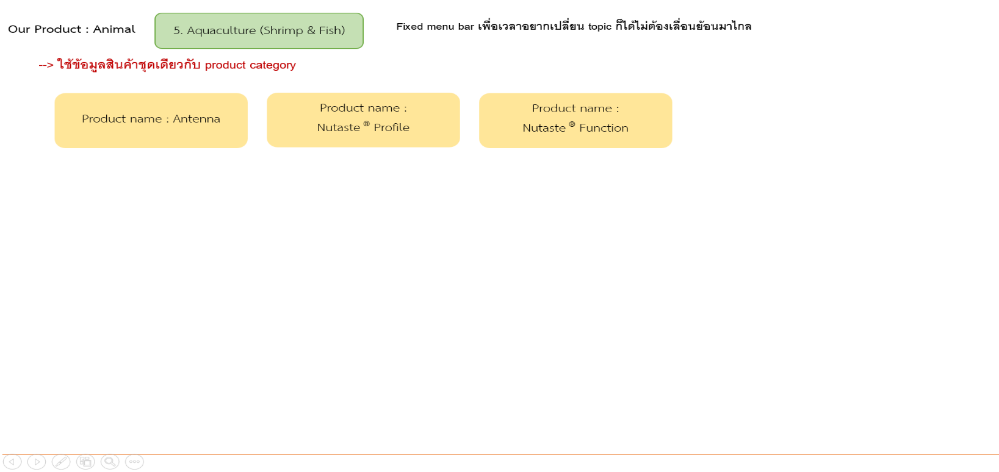 Our Product : Animal
5. Aquaculture (Shrimp & Fish)
Fixed menu bar เพื่อเวลาอยากเปลี่ยน topic ก็ได้ไม่ต้องเลื่อนย้อนมาไกล
--> ใช้ข้อมูลสินค้าชุดเดียวกับ product category
Product name : Antenna
Product name :
Nutaste ® Profile
Product name :
Nutaste ® Function